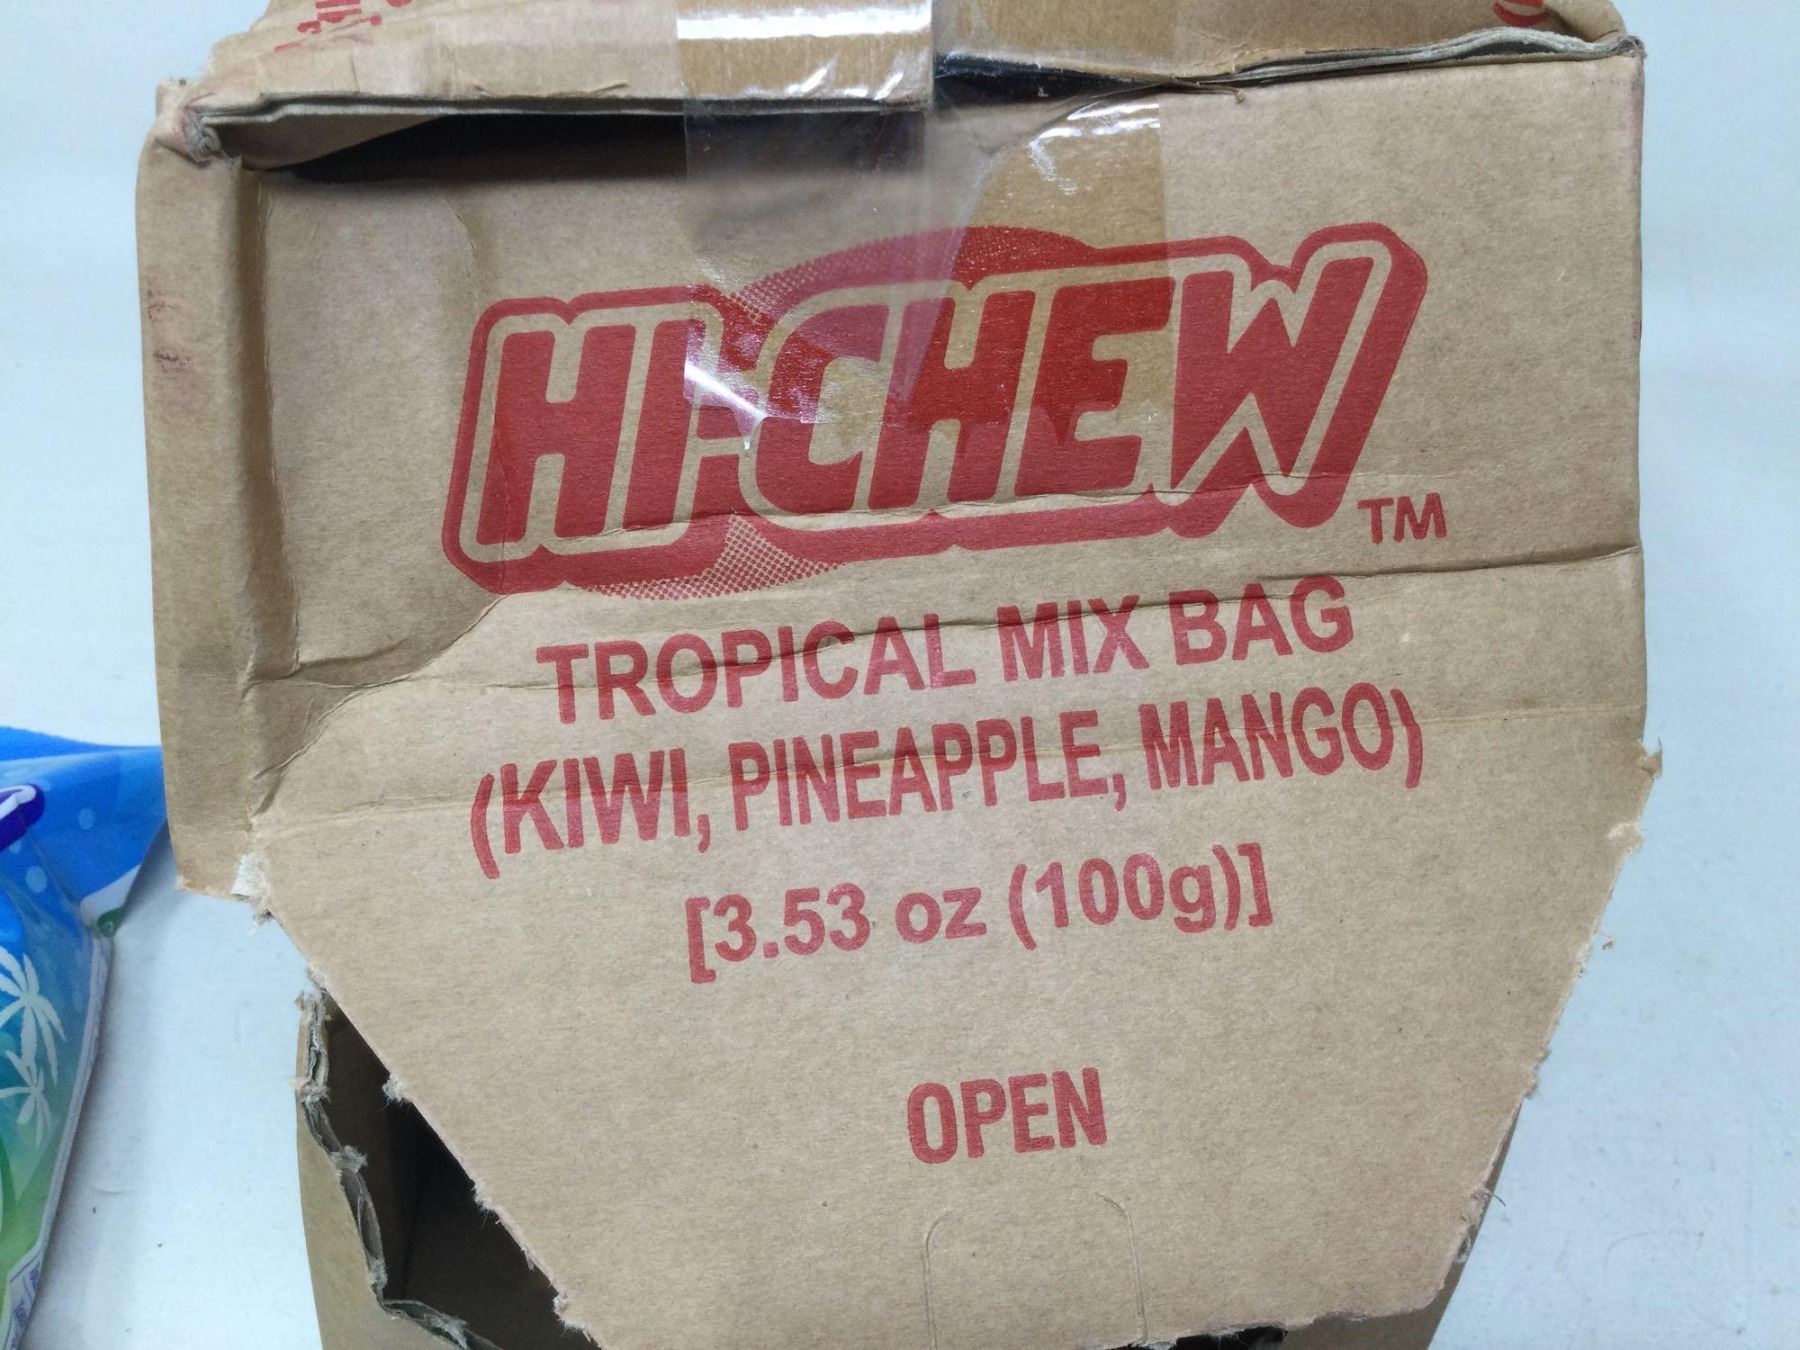 HI-CHEW TM
TROPICAL MIX BAG
(KIWI, PINEAPPLE, MANGO)
[3.53 oz (100g)]
OPEN